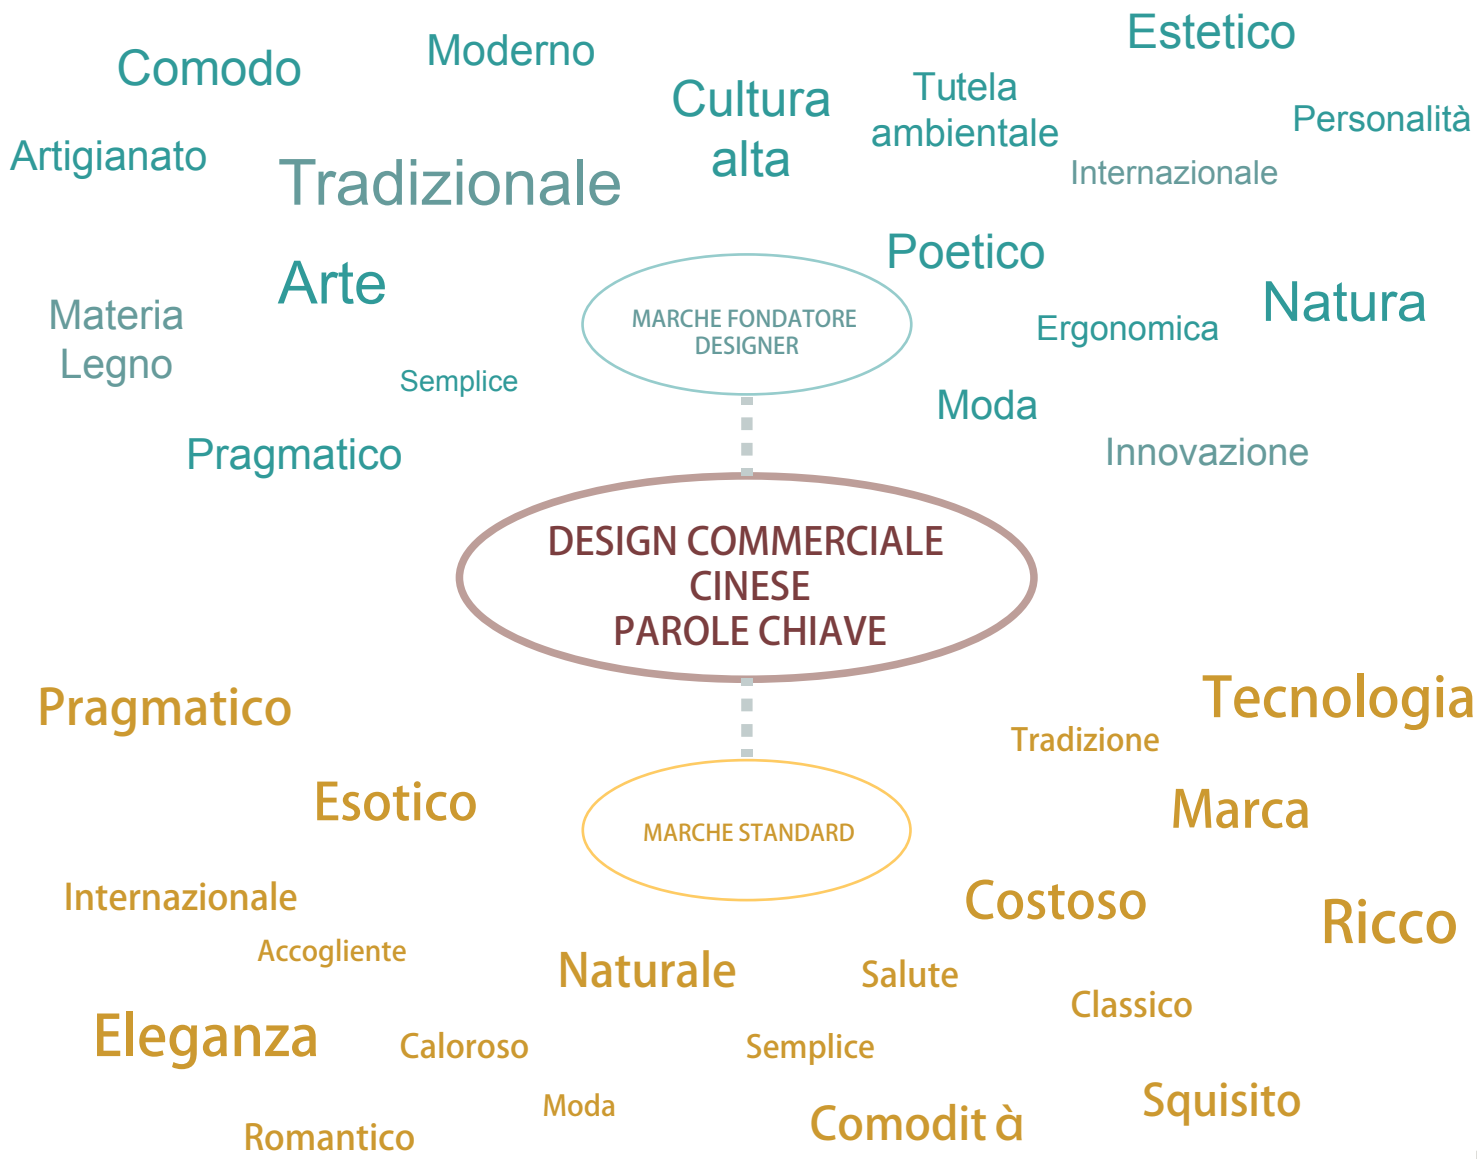 Estetico
Moderno
Comodo
Cultura
alta
Tutela
ambientale
Personalità
Artigianato
Tradizionale
Internazionale
Poetico
Arte
Natura
Materia
Legno
MARCHE FONDATORE
DESIGNER
Ergonomica
Semplice
Moda
Pragmatico
Innovazione
DESIGN COMMERCIALE
CINESE
PAROLE CHIAVE
Pragmatico
Tecnologia
Tradizione
Esotico
Marca
MARCHE STANDARD
Internazionale
Costoso
Ricco
Accogliente
Naturale
Salute
Classico
Eleganza
Caloroso
Semplice
Moda
Squisito
Romantico
Comodit à